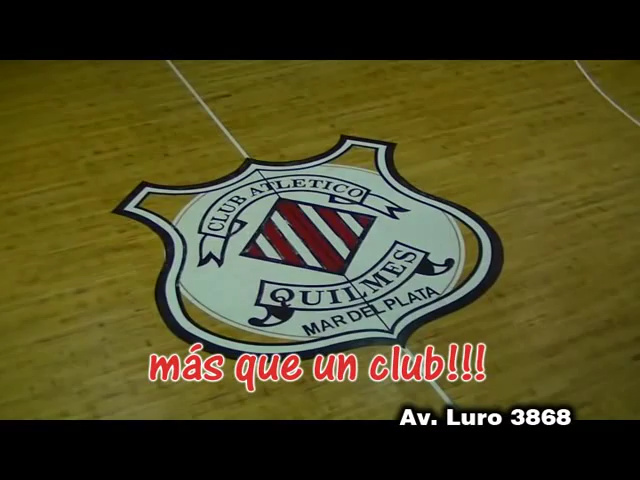 CLUB ATLETICO
QUILMES
MAR DEL PLATA
más que un club!!!
Av. Luro 3868